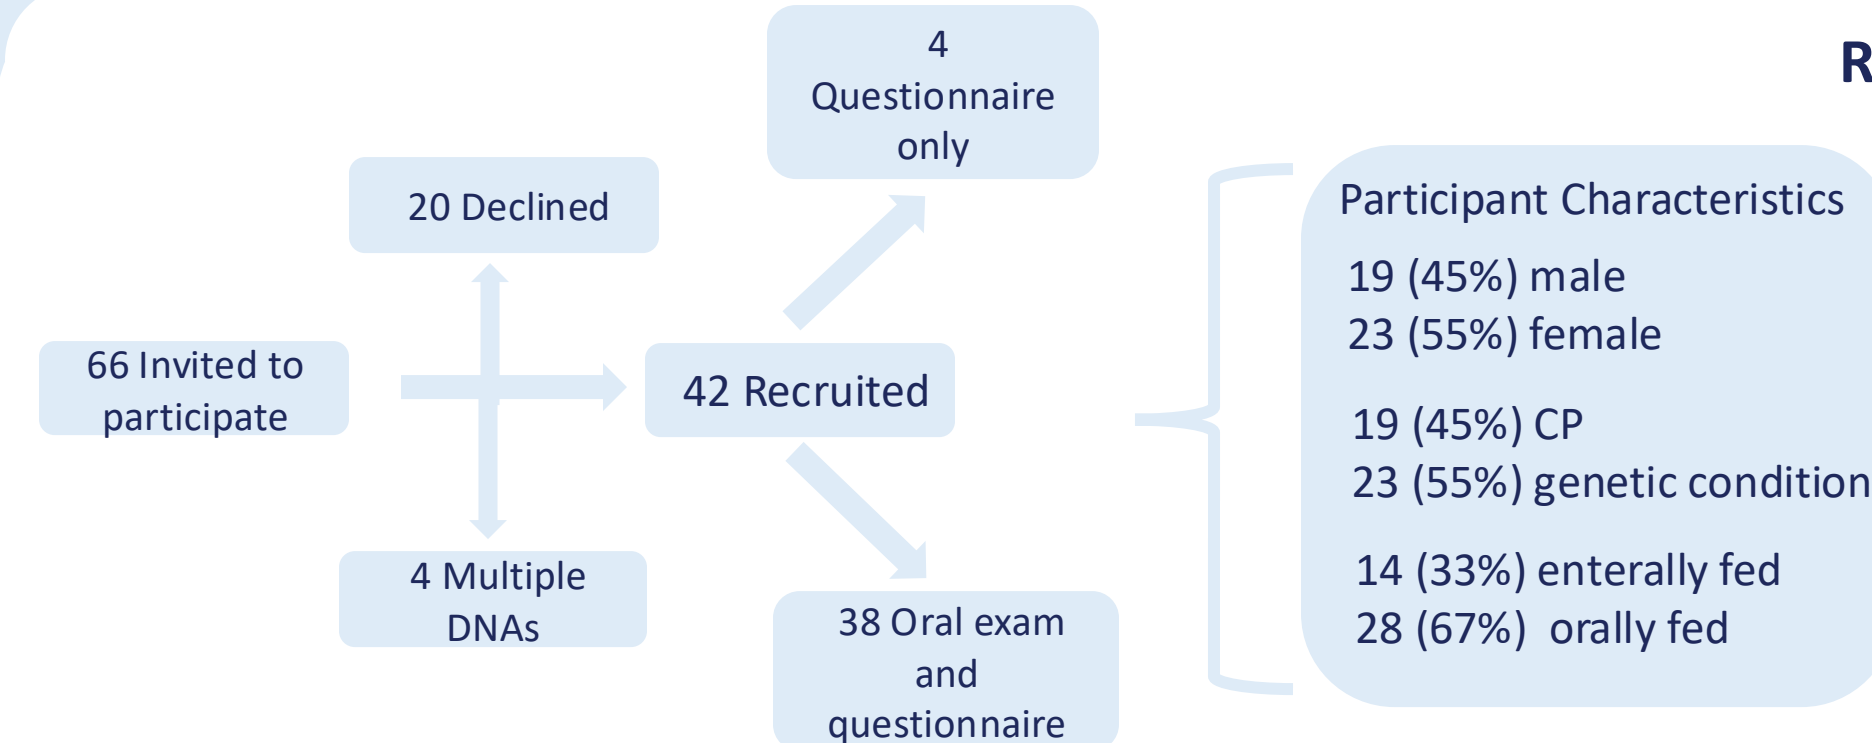 66 Invited to
participate
20 Declined
4 Multiple
DNAs
42 Recruited
4
Questionnaire
only
38 Oral exam
and
questionnaire
R
Participant Characteristics
19 (45%) male
23 (55%) female
19 (45%) CP
23 (55%) genetic condition
14 (33%) enterally fed
28 (67%) orally fed